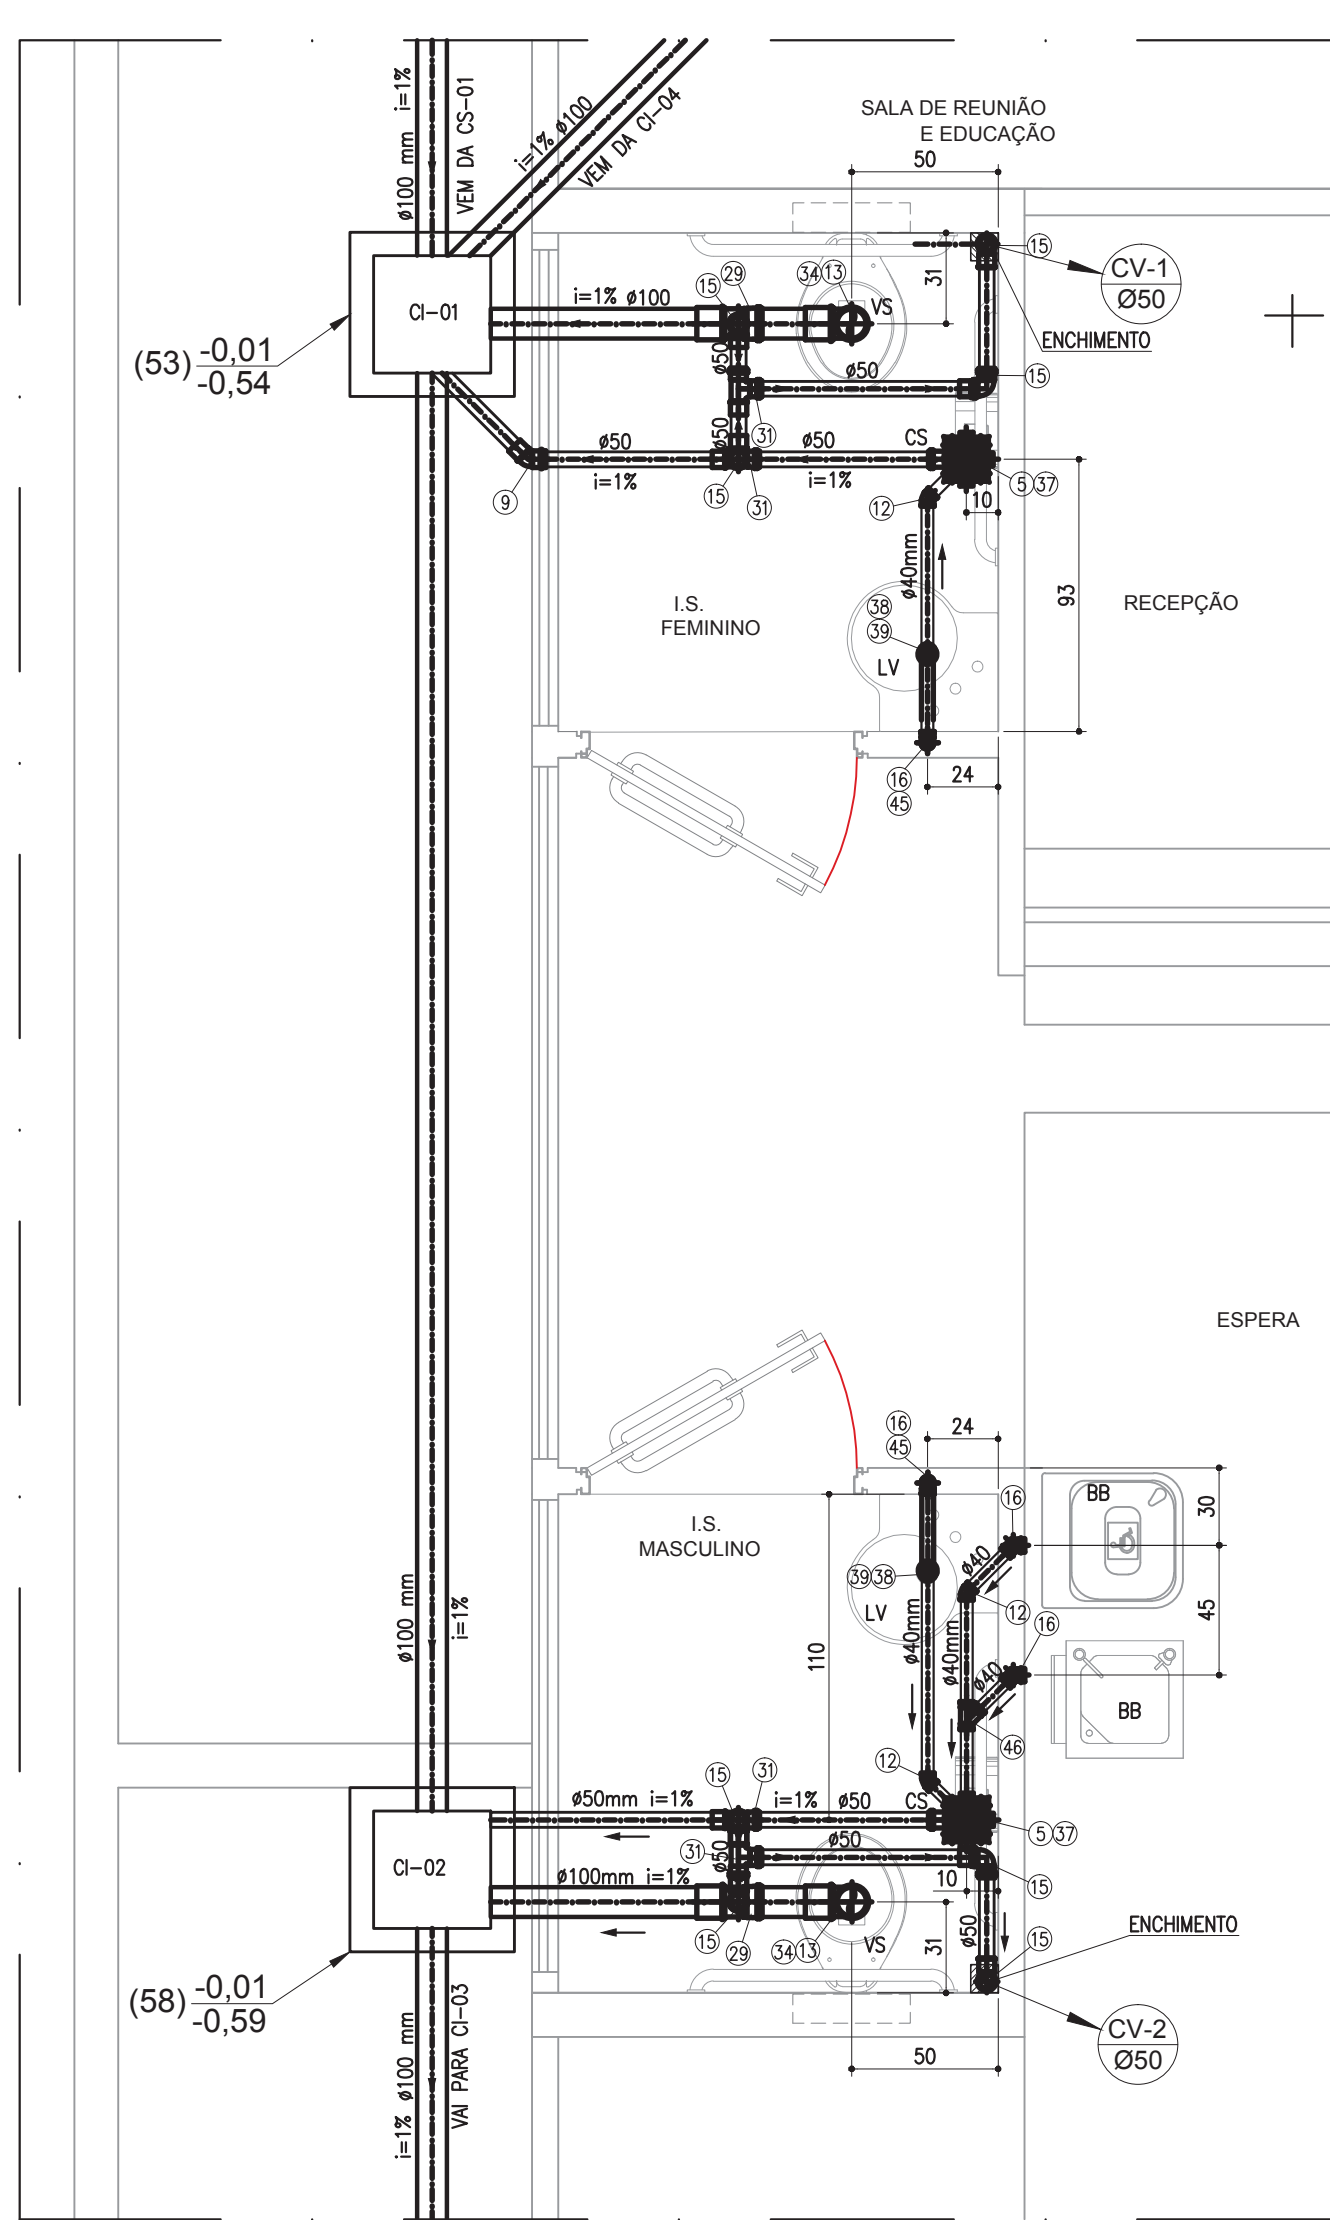 i=1%
ø100 mm
VEM DA CS-01
i=1% ø100
VEM DA CI-04
SALA DE REUNIÃO
E EDUCAÇÃO
50
15
CV-1
Ø50
31
ENCHIMENTO
15
CI-01
(53) -0,01
-0,54
i=1% ø100
15
29
34
13
VS
ø50
ø50
31
ø50
ø50
ø50
CS
i=1%
i=1%
9
15
31
12
5
37
10
ø40mm
93
I.S.
FEMININO
38
39
LV
RECEPÇÃO
16
45
24
ESPERA
16
45
24
I.S.
MASCULINO
16
BB
30
ø40
39
38
12
45
LV
16
ø40mm
ø40mm
ø40
110
BB
46
ø100 mm
i=1%
12
15
31
ø50mm i=1%
i=1% ø50
CS
5
37
31
ø50
ø50
CI-02
ø100mm i=1%
10
15
15
29
34
13
VS
31
ø50
15
ENCHIMENTO
(58) -0,01
-0,59
CV-2
Ø50
50
i=1% ø100 mm
VAI PARA CI-03